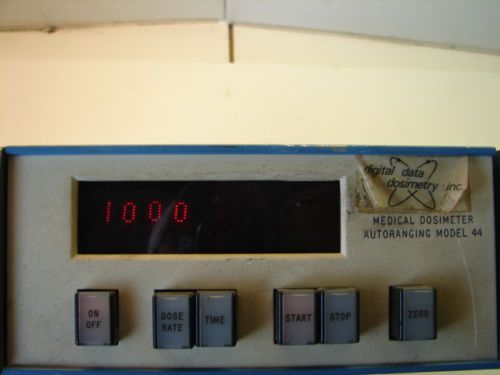 digital data
dosimetry inc.
MEDICAL DOSIMETER
AUTORANGING MODEL 44
1000
ON
OFF
DOSE
RATE
TIME
START
STOP
ZERO